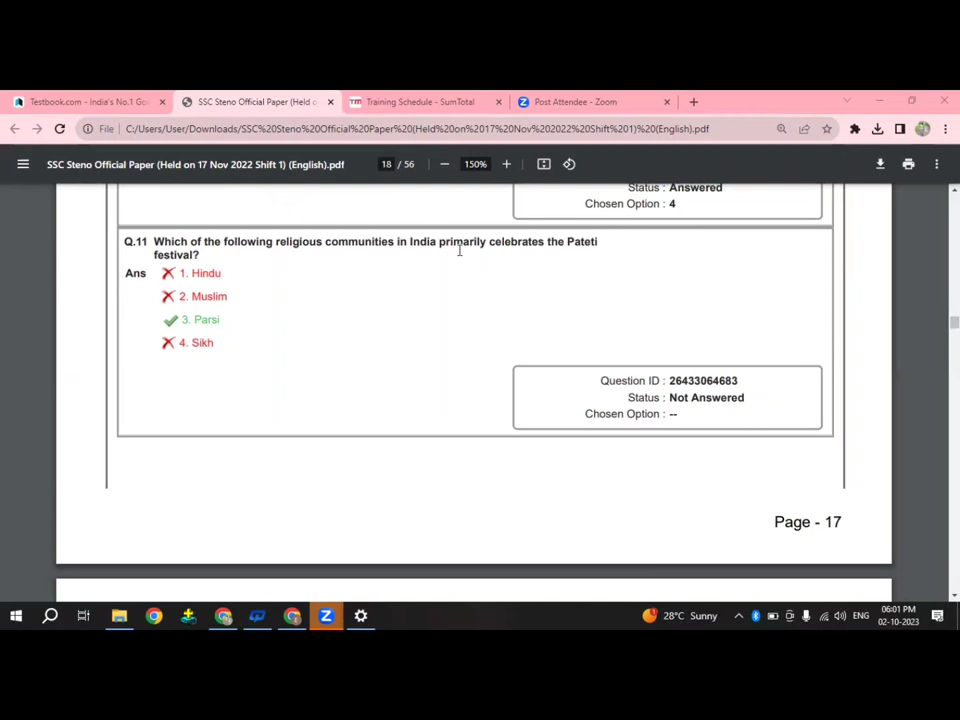 Testbook.com - India's No.1 Go
SSC Steno Official Paper (Held o
TM Training Schedule - SumTotal
Post Attendee - Zoom
File
C:/Users/User/Downloads/SSC%20Steno%20Official%20Paper%20(Held%20on%2017%20Nov%202022%20Shift%201)%20(English).pdf
SSC Steno Official Paper (Held on 17 Nov 2022 Shift 1) (English).pdf
18 / 56
150%
Status : Answered
Chosen Option : 4
Q.11 Which of the following religious communities in India primarily celebrates the Pateti
festival?
Ans 1. Hindu
2. Muslim
3. Parsi
4. Sikh
Question ID : 26433064683
Status : Not Answered
Chosen Option : --
Page - 17
28°C Sunny
ENG
06:01 PM
02-10-2023